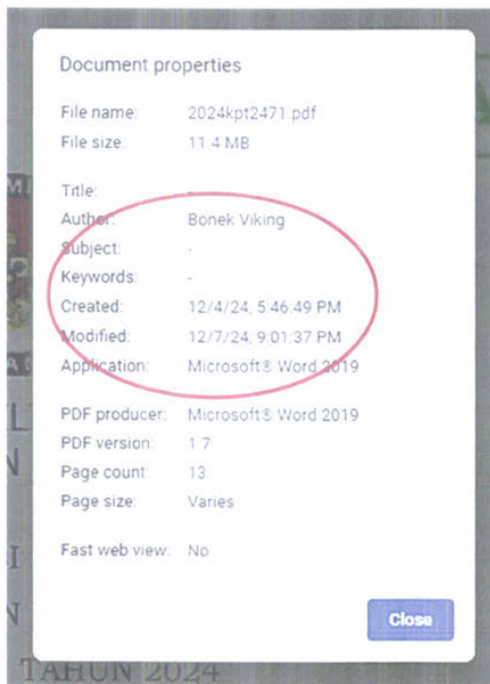 Document properties
File name: 2024kpt2471.pdf
File size: 11.4 MB
Title: -
Author: Bonek Viking
Subject: -
Keywords: -
Created: 12/4/24, 5:46:49 PM
Modified: 12/7/24, 9:01:37 PM
Application: Microsoft® Word 2019
PDF producer: Microsoft® Word 2019
PDF version: 1.7
Page count: 13
Page size: Varies
Fast web view: No
Close
TAHUN 2024